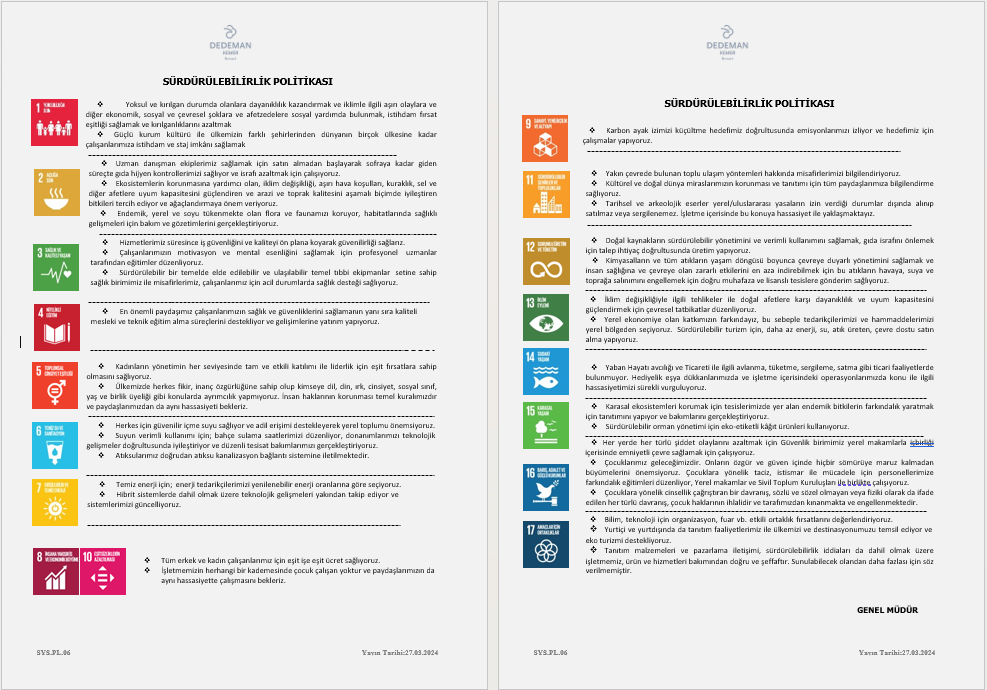 DEDEMAN
KEMER
Resort
SÜRDÜRÜLEBİLİRLİK POLİTİKASI
1 YOKSULLUĞA SON
❖ Yoksul ve kırılgan durumda olanlara dayanıklılık kazandırmak ve iklimle ilgili aşırı olaylara ve
diğer ekonomik, sosyal ve çevresel şoklara ve afetzedelere sosyal yardımda bulunmak, istihdam fırsat
eşitliği sağlamak ve kırılganlıklarını azaltmak
❖ Güçlü kurum kültürü ile ülkemizin farklı şehirlerinden dünyanın birçok ülkesine kadar
çalışanlarımıza istihdam ve staj imkânı sağlamak
2 AÇLIĞA SON
❖ Uzman danışman ekiplerimiz sağlamak için satın almadan başlayarak sofraya kadar giden
süreçte gıda hijyen kontrollerimizi sağlıyor ve israfı azaltmak için çalışıyoruz.
❖ Ekosistemlerin korunmasına yardımcı olan, iklim değişikliği, aşırı hava koşulları, kuraklık, sel ve
diğer afetlere uyum kapasitesini güçlendiren ve arazi ve toprak kalitesini aşamalı biçimde iyileştiren
bitkileri tercih ediyor ve ağaçlandırmaya önem veriyoruz.
❖ Endemik, yerel ve soyu tükenmekte olan flora ve faunamızı koruyor, habitatlarında sağlıklı
gelişmeleri için bakım ve gözetimlerini gerçekleştiriyoruz.
3 SAĞLIK VE KALİTELİ YAŞAM
❖ Hizmetlerimiz süresince iş güvenliğini ve kaliteyi ön plana koyarak güvenilirliği sağlarız.
❖ Çalışanlarımızın motivasyon ve mental esenliğini sağlamak için profesyonel uzmanlar
tarafından eğitimler düzenliyoruz.
❖ Sürdürülebilir bir temelde elde edilebilir ve ulaşılabilir temel tıbbi ekipmanlar setine sahip
sağlık birimimiz ile misafirlerimiz, çalışanlarımız için acil durumlarda sağlık desteği sağlıyoruz.
4 NİTELİKLİ EĞİTİM
❖ En önemli paydaşımız çalışanlarımızın sağlık ve güvenliklerini sağlamanın yanı sıra kaliteli
mesleki ve teknik eğitim alma süreçlerini destekliyor ve gelişimlerine yatırım yapıyoruz.
5 TOPLUMSAL CİNSİYET EŞİTLİĞİ
❖ Kadınların yönetimin her seviyesinde tam ve etkili katılımı ile liderlik için eşit fırsatlara sahip
olmasını sağlıyoruz.
❖ Ülkemizde herkes fikir, inanç özgürlüğüne sahip olup kimseye dil, din, ırk, cinsiyet, sosyal sınıf,
yaş ve birlik üyeliği gibi konularda ayrımcılık yapmıyoruz. İnsan haklarının korunması temel kuralımızdır
ve paydaşlarımızdan da aynı hassasiyeti bekleriz.
6 TEMİZ SU VE SANİTASYON
❖ Herkes için güvenilir içme suyu sağlıyor ve adil erişimi destekleyerek yerel toplumu önemsiyoruz.
❖ Suyun verimli kullanımı için; bahçe sulama saatlerimizi düzenliyor, donanımlarımızı teknolojik
gelişmeler doğrultusunda iyileştiriyor ve düzenli tesisat bakımlarımızı gerçekleştiriyoruz.
❖ Atıksularımız doğrudan atıksu kanalizasyon bağlantı sistemine iletilmektedir.
7
❖ Temiz enerji için; enerji tedarikçilerimizi yenilenebilir enerji oranlarına göre seçiyoruz.
❖ Hibrit sistemlerde dahil olmak üzere teknolojik gelişmeleri yakından takip ediyor ve
sistemlerimizi güncelliyoruz.
8 İNSANA YAKIŞIR İŞ VE EKONOMİK BÜYÜME 10 EŞİTSİZLİKLERİN AZALTILMASI
❖ Tüm erkek ve kadın çalışanlarımız için eşit işe eşit ücret sağlıyoruz.
❖ İşletmemizin herhangi bir kademesinde çocuk çalışan yoktur ve paydaşlarımızın da
aynı hassasiyette çalışmasını bekleriz.
SYS.PL.06 Yayın Tarihi:27.03.2024
DEDEMAN
KEMER
Resort
SÜRDÜRÜLEBİLİRLİK POLİTİKASI
9 SANAYİ, YENİLİKÇİLİK VE ALTYAPI
❖ Karbon ayak izimizi küçültme hedefimiz doğrultusunda emisyonlarımızı izliyor ve hedefimiz için
çalışmalar yapıyoruz.
11 SÜRDÜRÜLEBİLİR ŞEHİRLER VE TOPLULUKLAR
❖ Yakın çevrede bulunan toplu ulaşım yöntemleri hakkında misafirlerimizi bilgilendiriyoruz.
❖ Kültürel ve doğal dünya miraslarımızın korunması ve tanıtımı için tüm paydaşlarımıza bilgilendirme
sağlıyoruz.
❖ Tarihsel ve arkeolojik eserler yerel/uluslararası yasaların izin verdiği durumlar dışında alınıp
satılmaz veya sergilenemez. İşletme içerisinde bu konuya hassasiyet ile yaklaşmaktayız.
12 SORUMLU ÜRETİM VE TÜKETİM
❖ Doğal kaynakların sürdürülebilir yönetimini ve verimli kullanımını sağlamak, gıda israfını önlemek
için talep ihtiyaç doğrultusunda üretim yapıyoruz.
❖ Kimyasalların ve tüm atıkların yaşam döngüsü boyunca çevreye duyarlı yönetimini sağlamak ve
insan sağlığına ve çevreye olan zararlı etkilerini en aza indirebilmek için bu atıkların havaya, suya ve
toprağa salınımını engellemek için doğru muhafaza ve lisanslı tesislere gönderim sağlıyoruz.
13 İKLİM EYLEMİ
❖ İklim değişikliğiyle ilgili tehlikeler ile doğal afetlere karşı dayanıklılık ve uyum kapasitesini
güçlendirmek için çevresel tatbikatlar düzenliyoruz.
❖ Yerel ekonomiye olan katkımızın farkındayız, bu sebeple tedarikçilerimizi ve hammaddelerimizi
yerel bölgeden seçiyoruz. Sürdürülebilir turizm için, daha az enerji, su, atık üreten, çevre dostu satın
alma yapıyoruz.
14 SUDAKİ YAŞAM
❖ Yaban Hayatı avcılığı ve Ticareti ile ilgili avlanma, tüketme, sergileme, satma gibi ticari faaliyetlerde
bulunmuyor. Hediyelik eşya dükkanlarımızda ve işletme içerisindeki operasyonlarımızda konu ile ilgili
hassasiyetimizi sürekli vurguluyoruz.
15 KARASAL YAŞAM
❖ Karasal ekosistemleri korumak için tesislerimizde yer alan endemik bitkilerin farkındalık yaratmak
için tanıtımını yapıyor ve bakımlarını gerçekleştiriyoruz.
❖ Sürdürülebilir orman yönetimi için eko-etiketli kâğıt ürünleri kullanıyoruz.
16 BARIŞ, ADALET VE GÜÇLÜ KURUMLAR
❖ Her yerde her türlü şiddet olaylarını azaltmak için Güvenlik birimimiz yerel makamlarla içbirliği
içerisinde emniyetli çevre sağlamak için çalışıyoruz.
❖ Çocuklarımız geleceğimizdir. Onların özgür ve güven içinde hiçbir sömürüye maruz kalmadan
büyümelerini önemsiyoruz. Çocuklara yönelik taciz, istismar ile mücadele için personellerimize
farkındalık eğitimleri düzenliyor, Yerel makamlar ve Sivil Toplum Kuruluşları ile birlikte çalışıyoruz.
❖ Çocuklara yönelik cinsellik çağrıştıran bir davranış, sözlü ve sözel olmayan veya fiziki olarak da ifade
edilen her türlü davranış, çocuk haklarının ihlalidir ve tarafımızdan kınanmakta ve engellenmektedir.
17 AMAÇLAR İÇİN ORTAKLIKLAR
❖ Bilim, teknoloji için organizasyon, fuar vb. etkili ortaklık fırsatlarını değerlendiriyoruz.
❖ Yurtiçi ve yurtdışında da tanıtım faaliyetlerimiz ile ülkemizi ve destinasyonumuzu temsil ediyor ve
eko turizmi destekliyoruz.
❖ Tanıtım malzemeleri ve pazarlama iletişimi, sürdürülebilirlik iddiaları da dahil olmak üzere
işletmemiz, ürün ve hizmetleri bakımından doğru ve şeffaftır. Sunulabilecek olandan daha fazlası için söz
verilmemiştir.
GENEL MÜDÜR
SYS.PL.06 Yayın Tarihi:27.03.2024